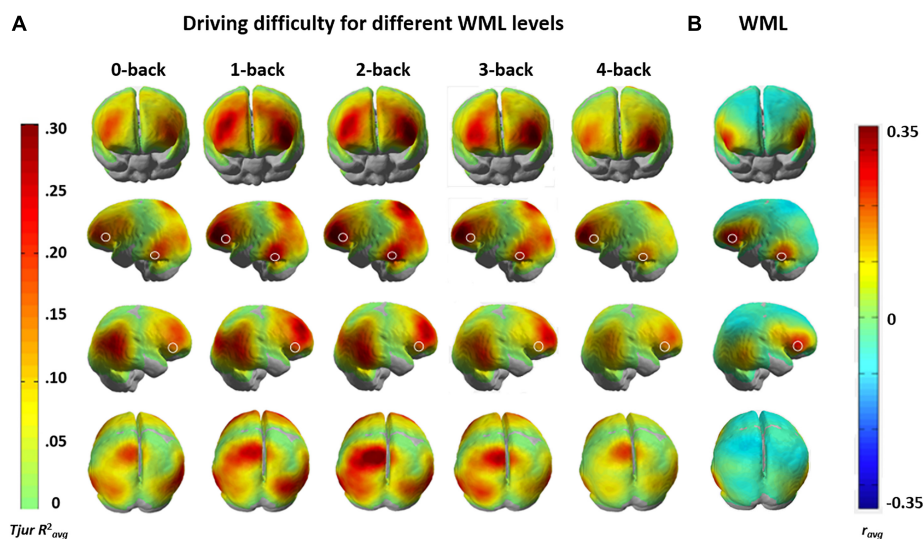 A
Driving difficulty for different WML levels
B
WML
0-back
1-back
2-back
3-back
4-back
.30
.25
.20
.15
.10
.05
0
Tjur R²avg
0.35
0
-0.35
ravg